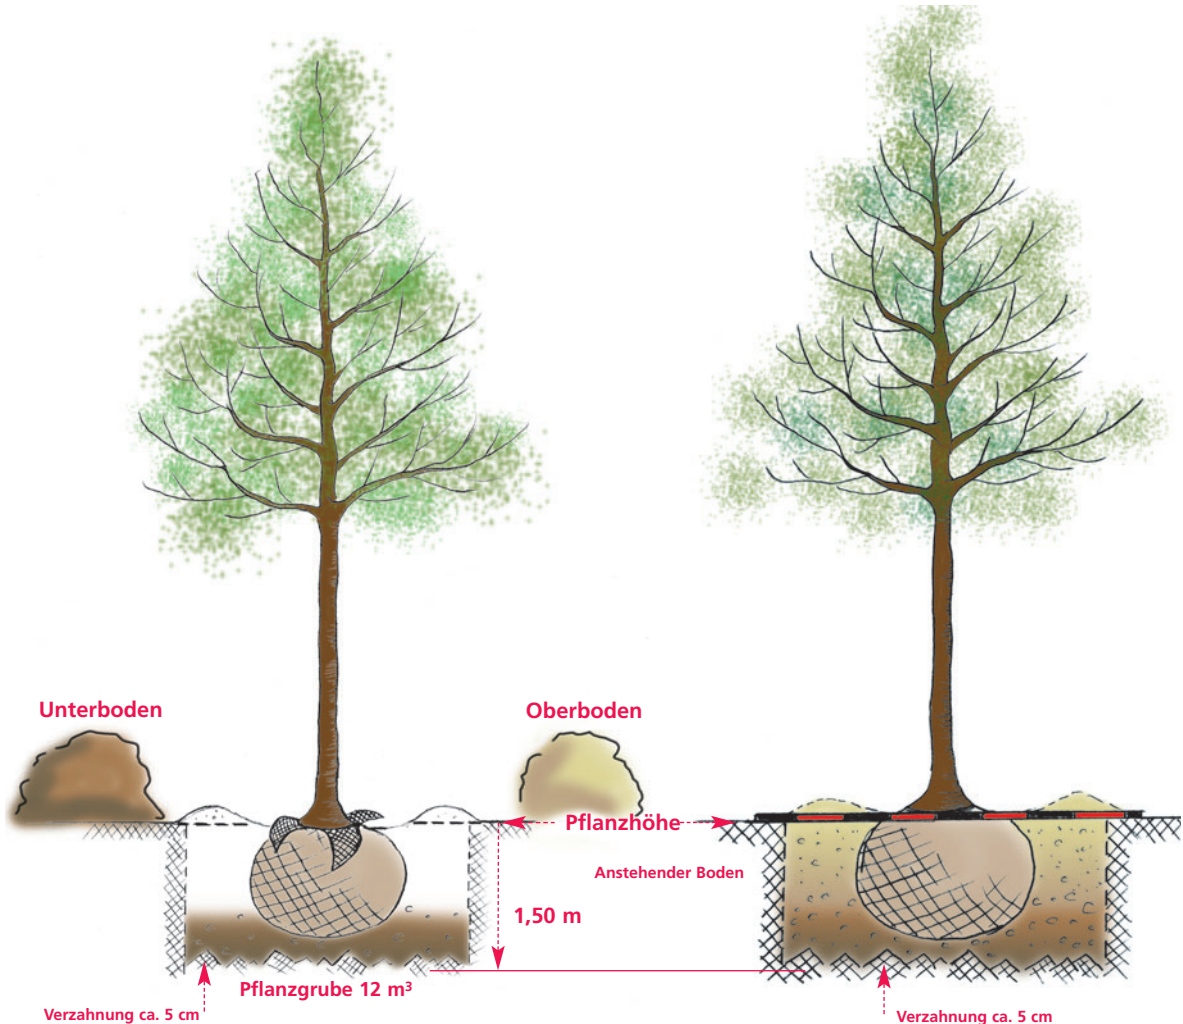 Unterboden
Oberboden
Pflanzhöhe
Anstehender Boden
1,50 m
Pflanzgrube 12 m³
Verzahnung ca. 5 cm
Verzahnung ca. 5 cm